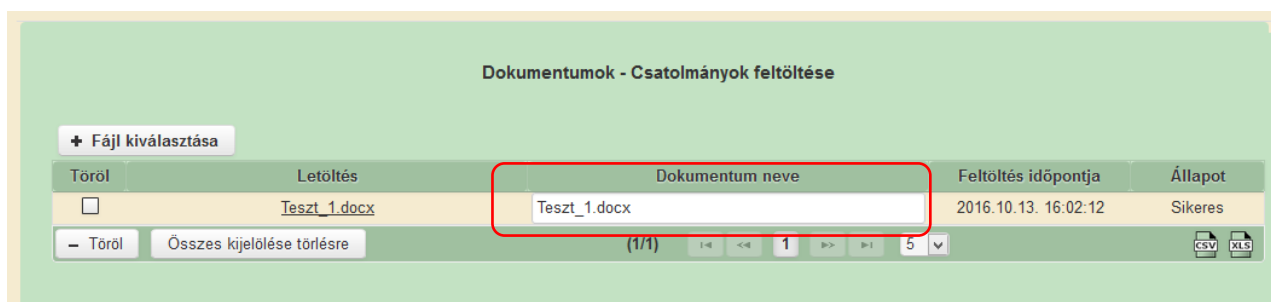 Dokumentumok - Csatolmányok feltöltése
+ Fájl kiválasztása
Töröl Letöltés Dokumentum neve Feltöltés időpontja Állapot
Teszt_1.docx Teszt_1.docx 2016.10.13. 16:02:12 Sikeres
– Töröl Összes kijelölése törlésre (1/1) 1 5 CSV XLS